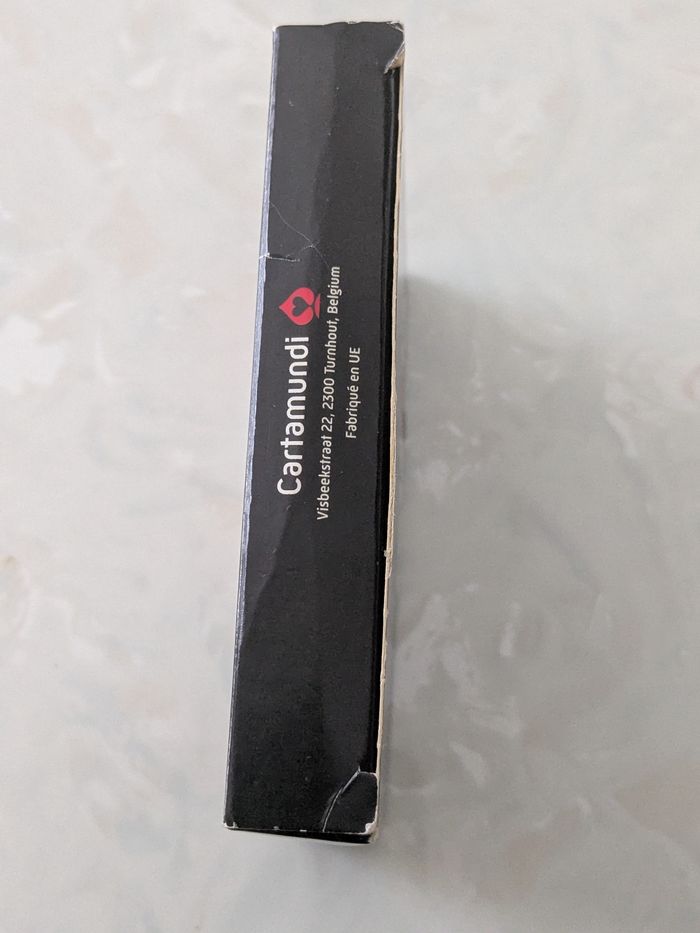 Cartamundi
Visbeekstraat 22, 2300 Turnhout, Belgium
Fabriqué en UE